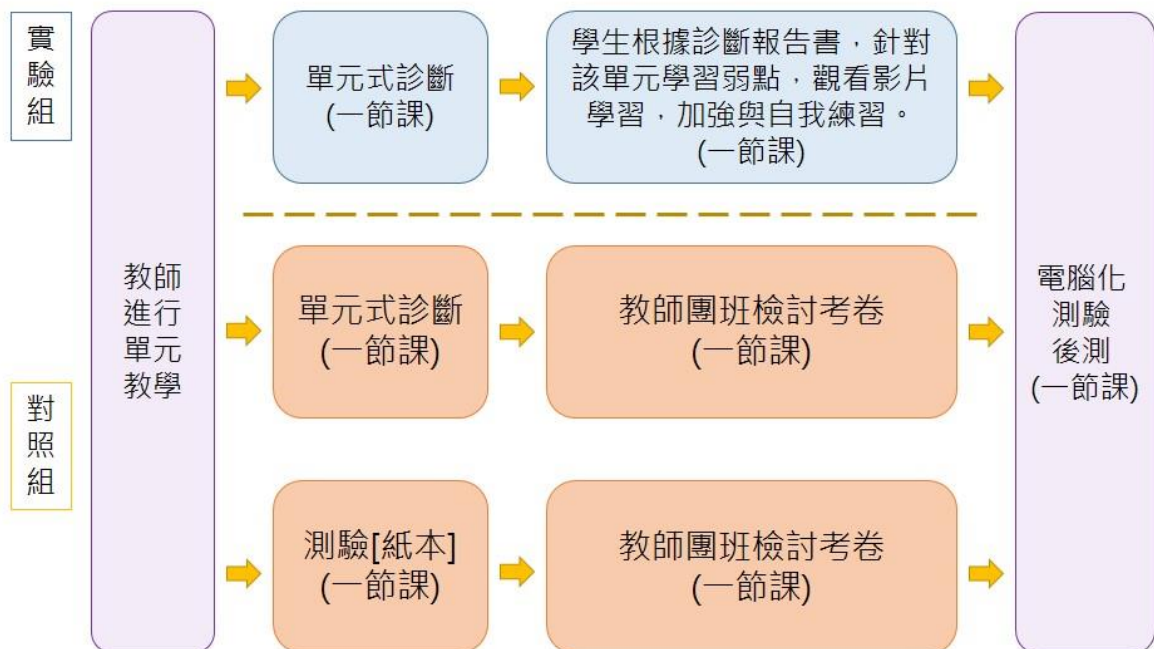 實
驗
組
單元式診斷
(一節課)
學生根據診斷報告書，針對
該單元學習弱點，觀看影片
學習，加強與自我練習。
(一節課)
教師
進行
單元
教學
對
照
組
單元式診斷
(一節課)
教師團班檢討考卷
(一節課)
測驗[紙本]
(一節課)
教師團班檢討考卷
(一節課)
電腦化
測驗
後測
(一節課)